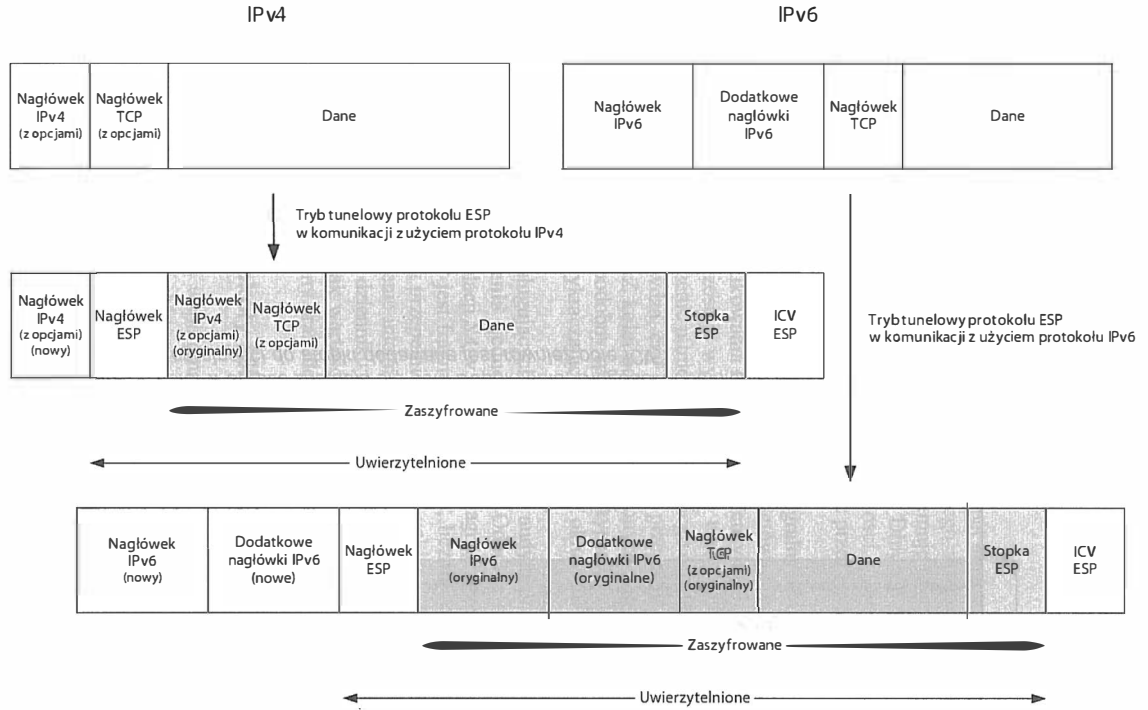 IPv4
IPv6
Nagłówek
IPv4
(z opcjami)
Nagłówek
TCP
(z opcjami)
Dane
Nagłówek
IPv6
Dodatkowe
nagłówki
IPv6
Nagłówek
TCP
Dane
Tryb tunelowy protokołu ESP
w komunikacji z użyciem protokołu IPv4
Nagłówek
IPv4
(z opcjami)
(nowy)
Nagłówek
ESP
Nagłówek
IPv4
(z opcjami)
(oryginalny)
Nagłówek
TCP
(z opcjami)
Dane
Stopka
ESP
ICV
ESP
Tryb tunelowy protokołu ESP
w komunikacji z użyciem protokołu IPv6
Zaszyfrowane
Uwierzytelnione
Nagłówek
IPv6
(nowy)
Dodatkowe
nagłówki IPv6
(nowe)
Nagłówek
ESP
Nagłówek
IPv6
(oryginalny)
Dodatkowe
nagłówki IPv6
(oryginalne)
Nagłówek
TCP
(z opcjami)
(oryginalny)
Dane
Stopka
ESP
ICV
ESP
Zaszyfrowane
Uwierzytelnione